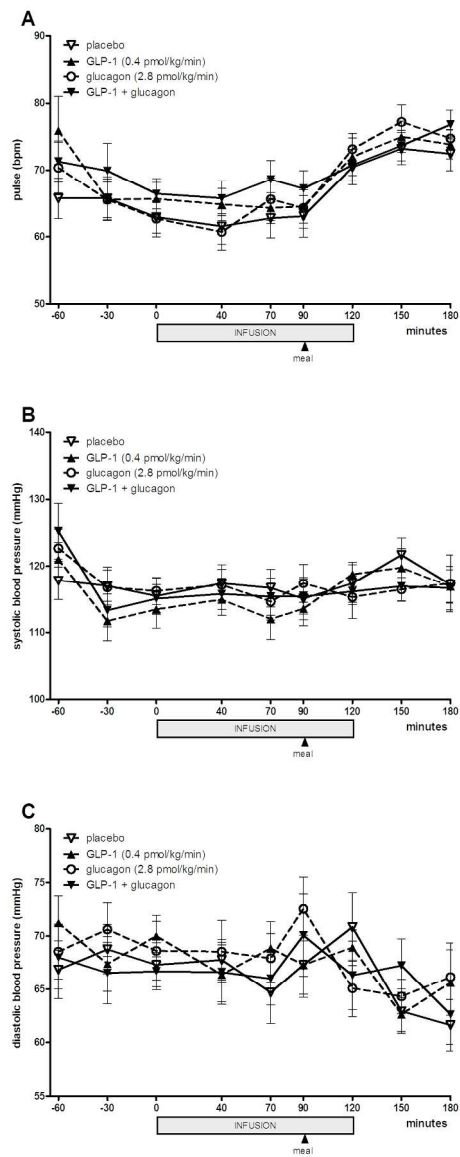 A
90
80
70
60
50
pulse (bpm)
placebo
GLP-1 (0.4 pmol/kg/min)
glucagon (2.8 pmol/kg/min)
GLP-1 + glucagon
-60 -30 0 40 70 90 120 150 180
INFUSION
minutes
meal
B
140
130
120
110
100
systolic blood pressure (mmHg)
placebo
GLP-1 (0.4 pmol/kg/min)
glucagon (2.8 pmol/kg/min)
GLP-1 + glucagon
-60 -30 0 40 70 90 120 150 180
INFUSION
minutes
meal
C
80
75
70
65
60
55
diastolic blood pressure (mmHg)
placebo
GLP-1 (0.4 pmol/kg/min)
glucagon (2.8 pmol/kg/min)
GLP-1 + glucagon
-60 -30 0 40 70 90 120 150 180
INFUSION
minutes
meal